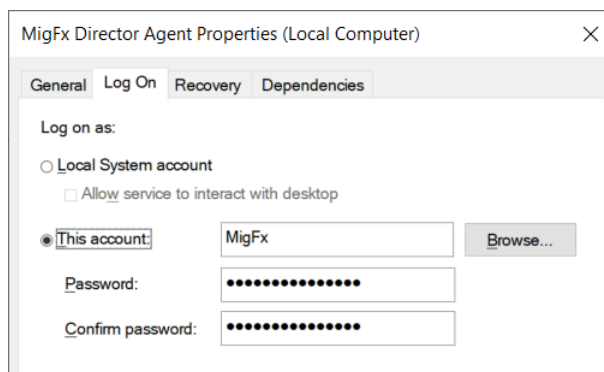 MigFx Director Agent Properties (Local Computer)
General Log On Recovery Dependencies
Log on as:
Local System account
Allow service to interact with desktop
This account: MigFx Browse...
Password: •••••••••••••••
Confirm password: •••••••••••••••